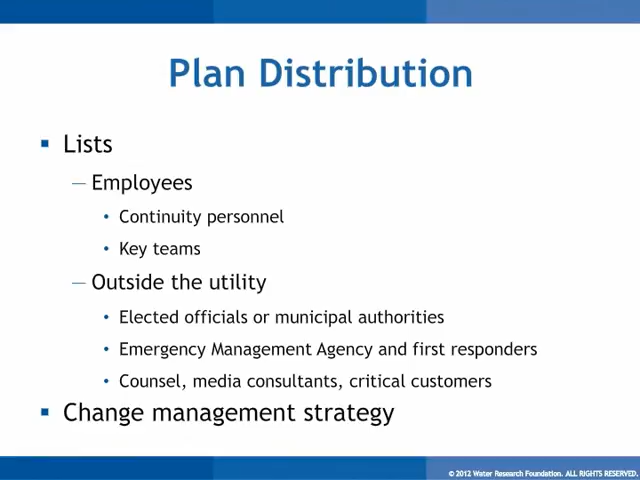 Plan Distribution
▪ Lists
— Employees
• Continuity personnel
• Key teams
— Outside the utility
• Elected officials or municipal authorities
• Emergency Management Agency and first responders
• Counsel, media consultants, critical customers
▪ Change management strategy
© 2012 Water Research Foundation. ALL RIGHTS RESERVED.